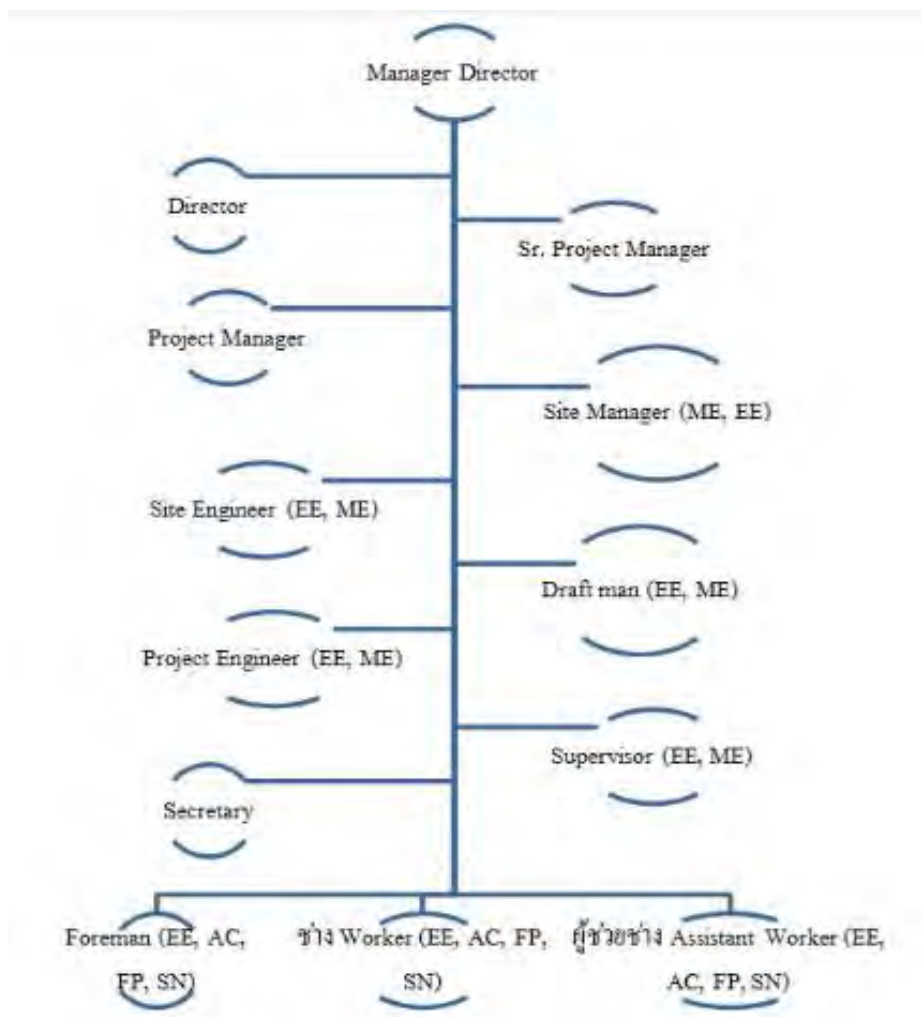 Manager Director
Director
Sr. Project Manager
Project Manager
Site Manager (ME, EE)
Site Engineer (EE, ME)
Draft man (EE, ME)
Project Engineer (EE, ME)
Supervisor (EE, ME)
Secretary
Foreman (EE, AC,
FP, SN)
ช่าง Worker (EE, AC, FP,
SN)
ผู้ช่วยช่าง Assistant Worker (EE,
AC, FP, SN)